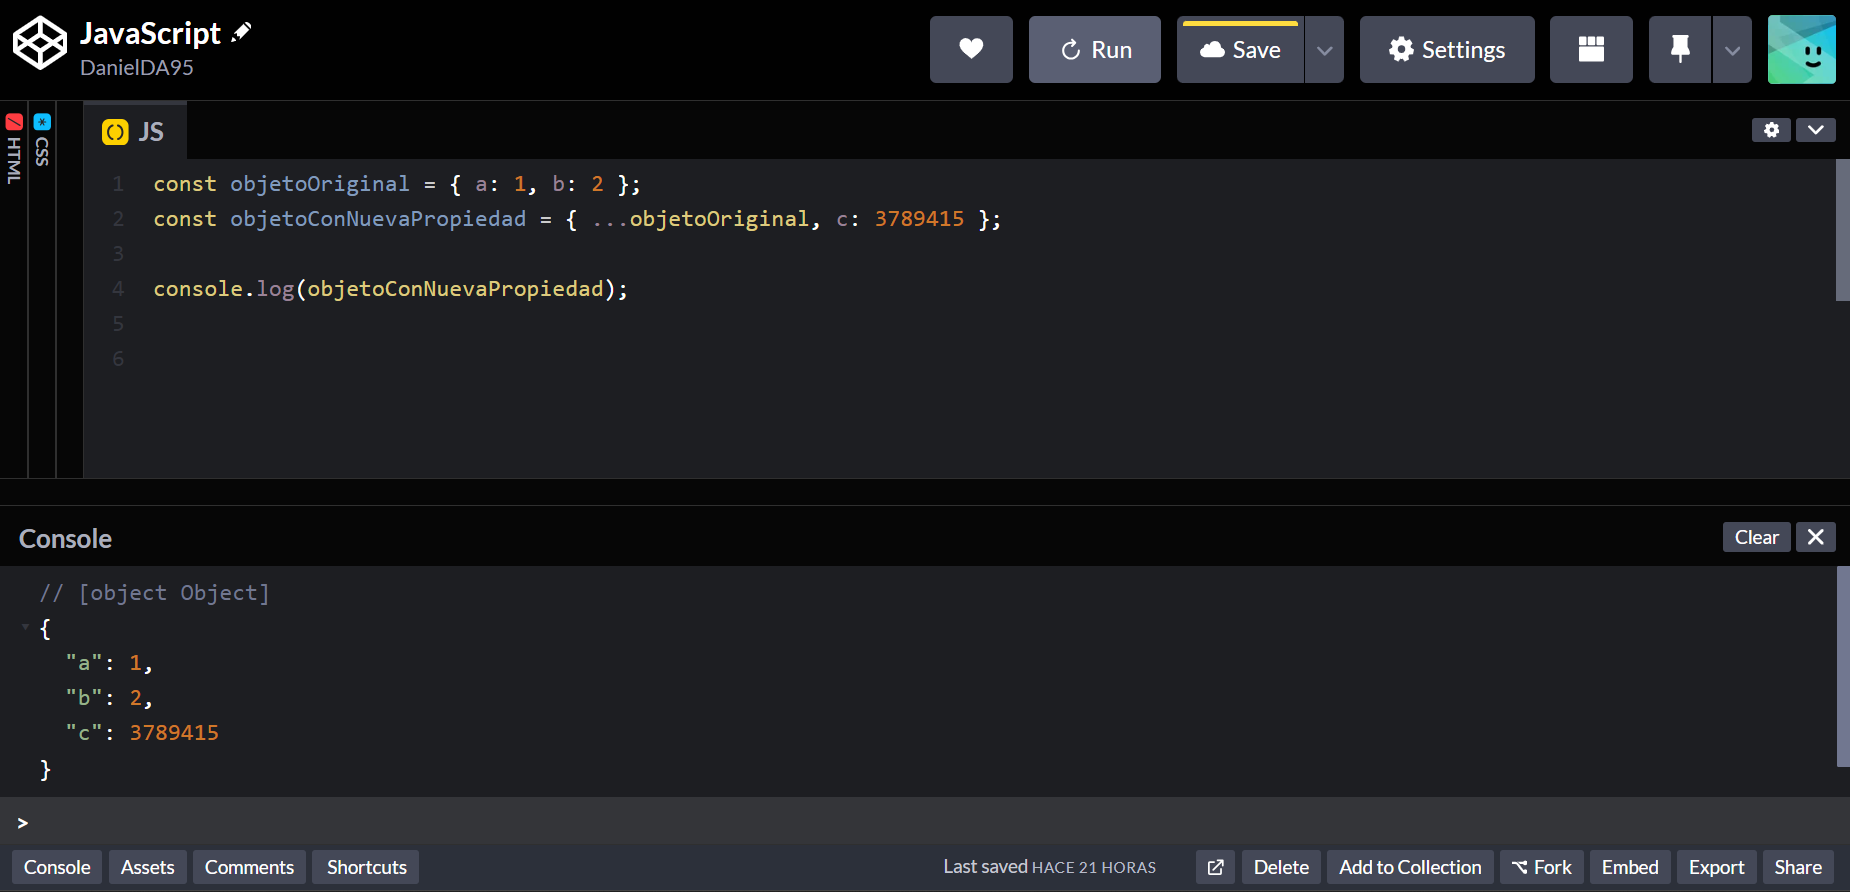 JavaScript
DanielDA95
Run
Save
Settings
HTML
CSS
JS
1 const objetoOriginal = { a: 1, b: 2 };
2 const objetoConNuevaPropiedad = { ...objetoOriginal, c: 3789415 };
3
4 console.log(objetoConNuevaPropiedad);
5
6
Console
Clear
// [object Object]
{
"a": 1,
"b": 2,
"c": 3789415
}
>
Console Assets Comments Shortcuts Last saved HACE 21 HORAS Delete Add to Collection Fork Embed Export Share